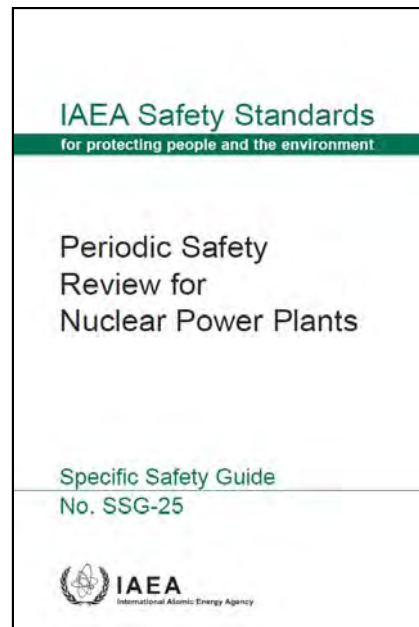 IAEA Safety Standards
for protecting people and the environment
Periodic Safety
Review for
Nuclear Power Plants
Specific Safety Guide
No. SSG-25
IAEA
International Atomic Energy Agency